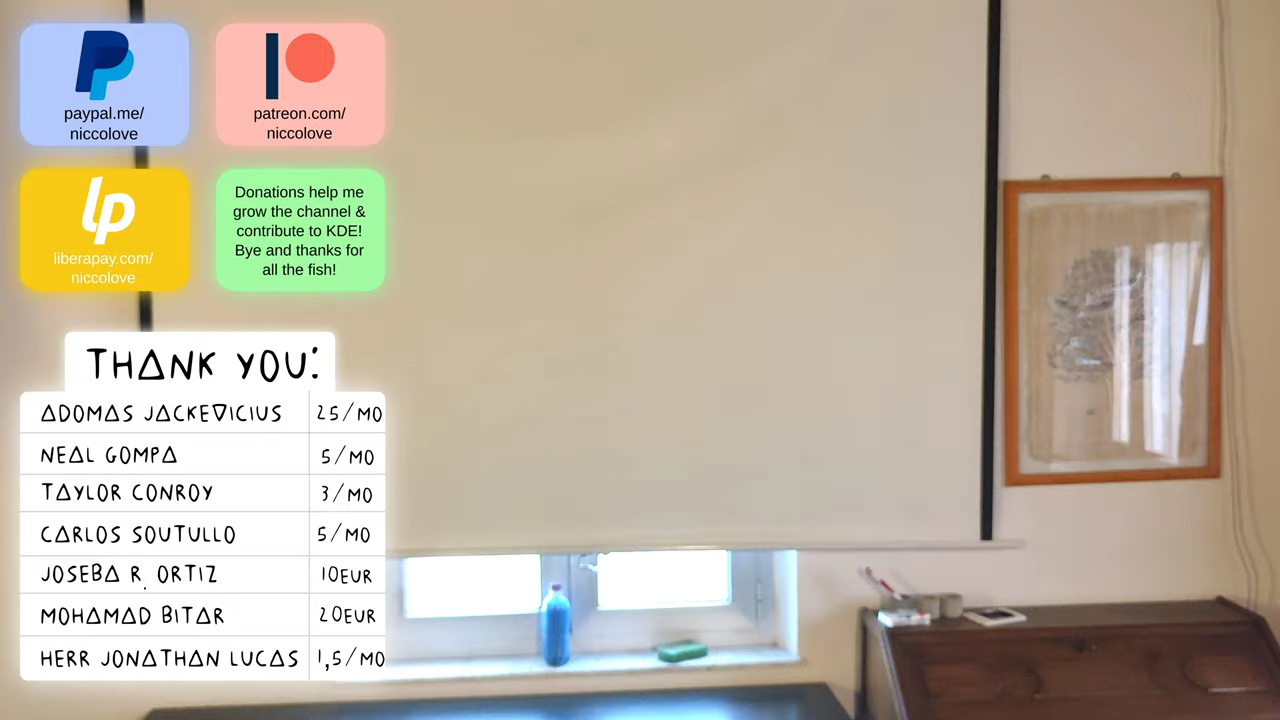 paypal.me/
niccolove
patreon.com/
niccolove
lp
liberapay.com/
niccolove
Donations help me
grow the channel &
contribute to KDE!
Bye and thanks for
all the fish!
THANK YOU:
ADOMAS JACKEVICIUS 25/MO
NEAL GOMPA 5/MO
TAYLOR CONROY 3/MO
CARLOS SOUTULLO 5/MO
JOSEBA R. ORTIZ 10EUR
MOHAMAD BITAR 20EUR
HERR JONATHAN LUCAS 1,5/MO